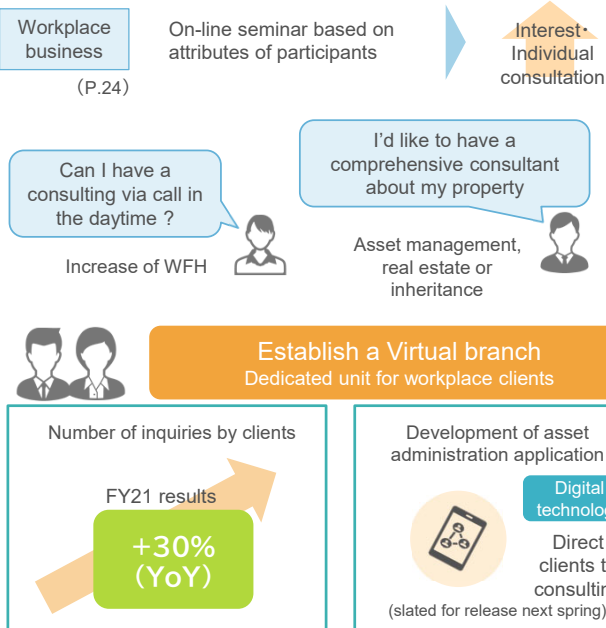 Workplace
business
(P.24)
On-line seminar based on
attributes of participants
Interest・
Individual
consultation
Can I have a
consulting via call in
the daytime ?
Increase of WFH
I'd like to have a
comprehensive consultant
about my property
Asset management,
real estate or
inheritance
Establish a Virtual branch
Dedicated unit for workplace clients
Number of inquiries by clients
FY21 results
+30%
(YoY)
Development of asset
administration application
Digital
Direct
clients
(slated for release next spring)